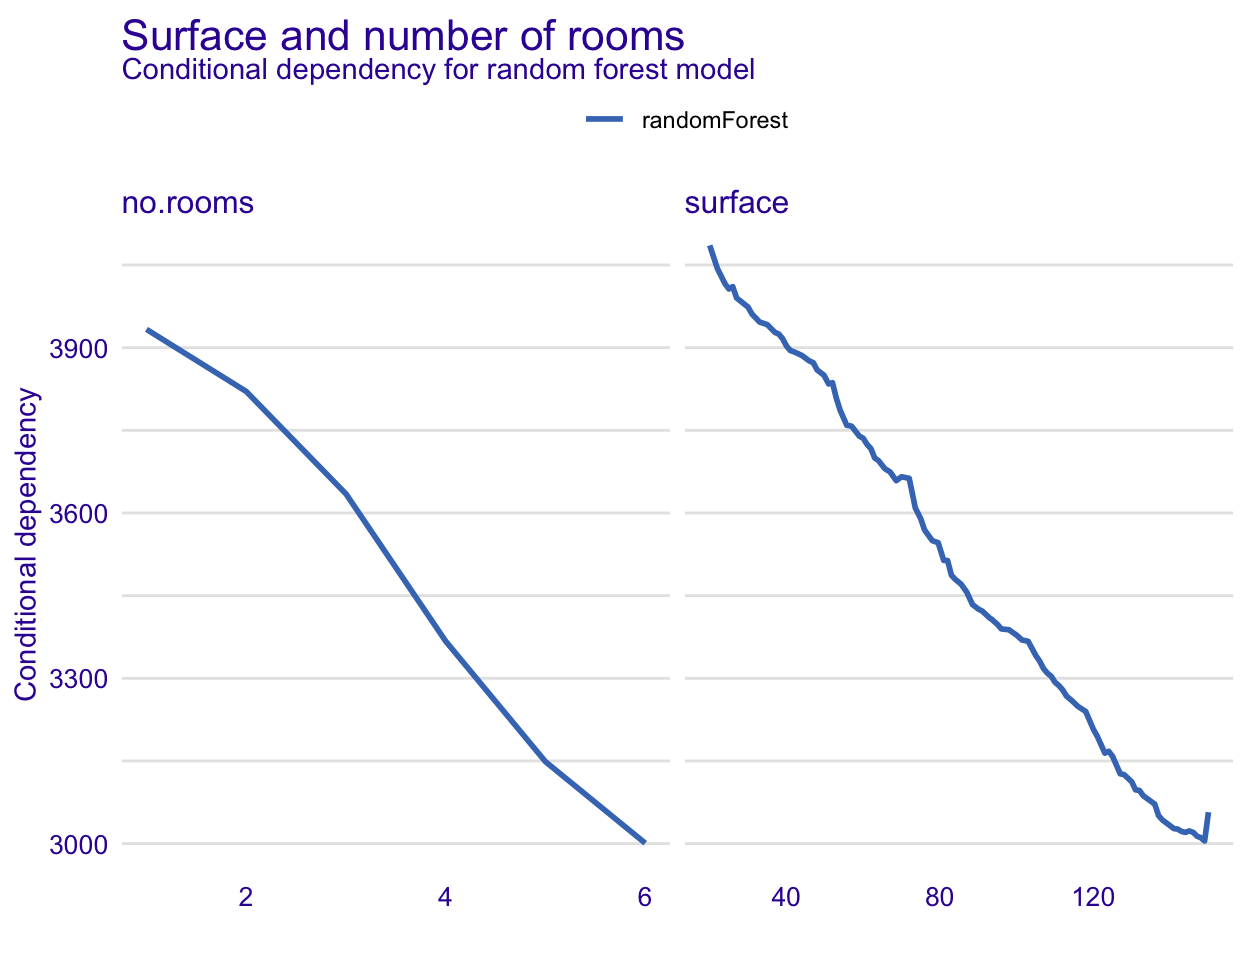 Surface and number of rooms
Conditional dependency for random forest model
randomForest
no.rooms
surface
Conditional dependency
3900
3600
3300
3000
2
4
6
40
80
120